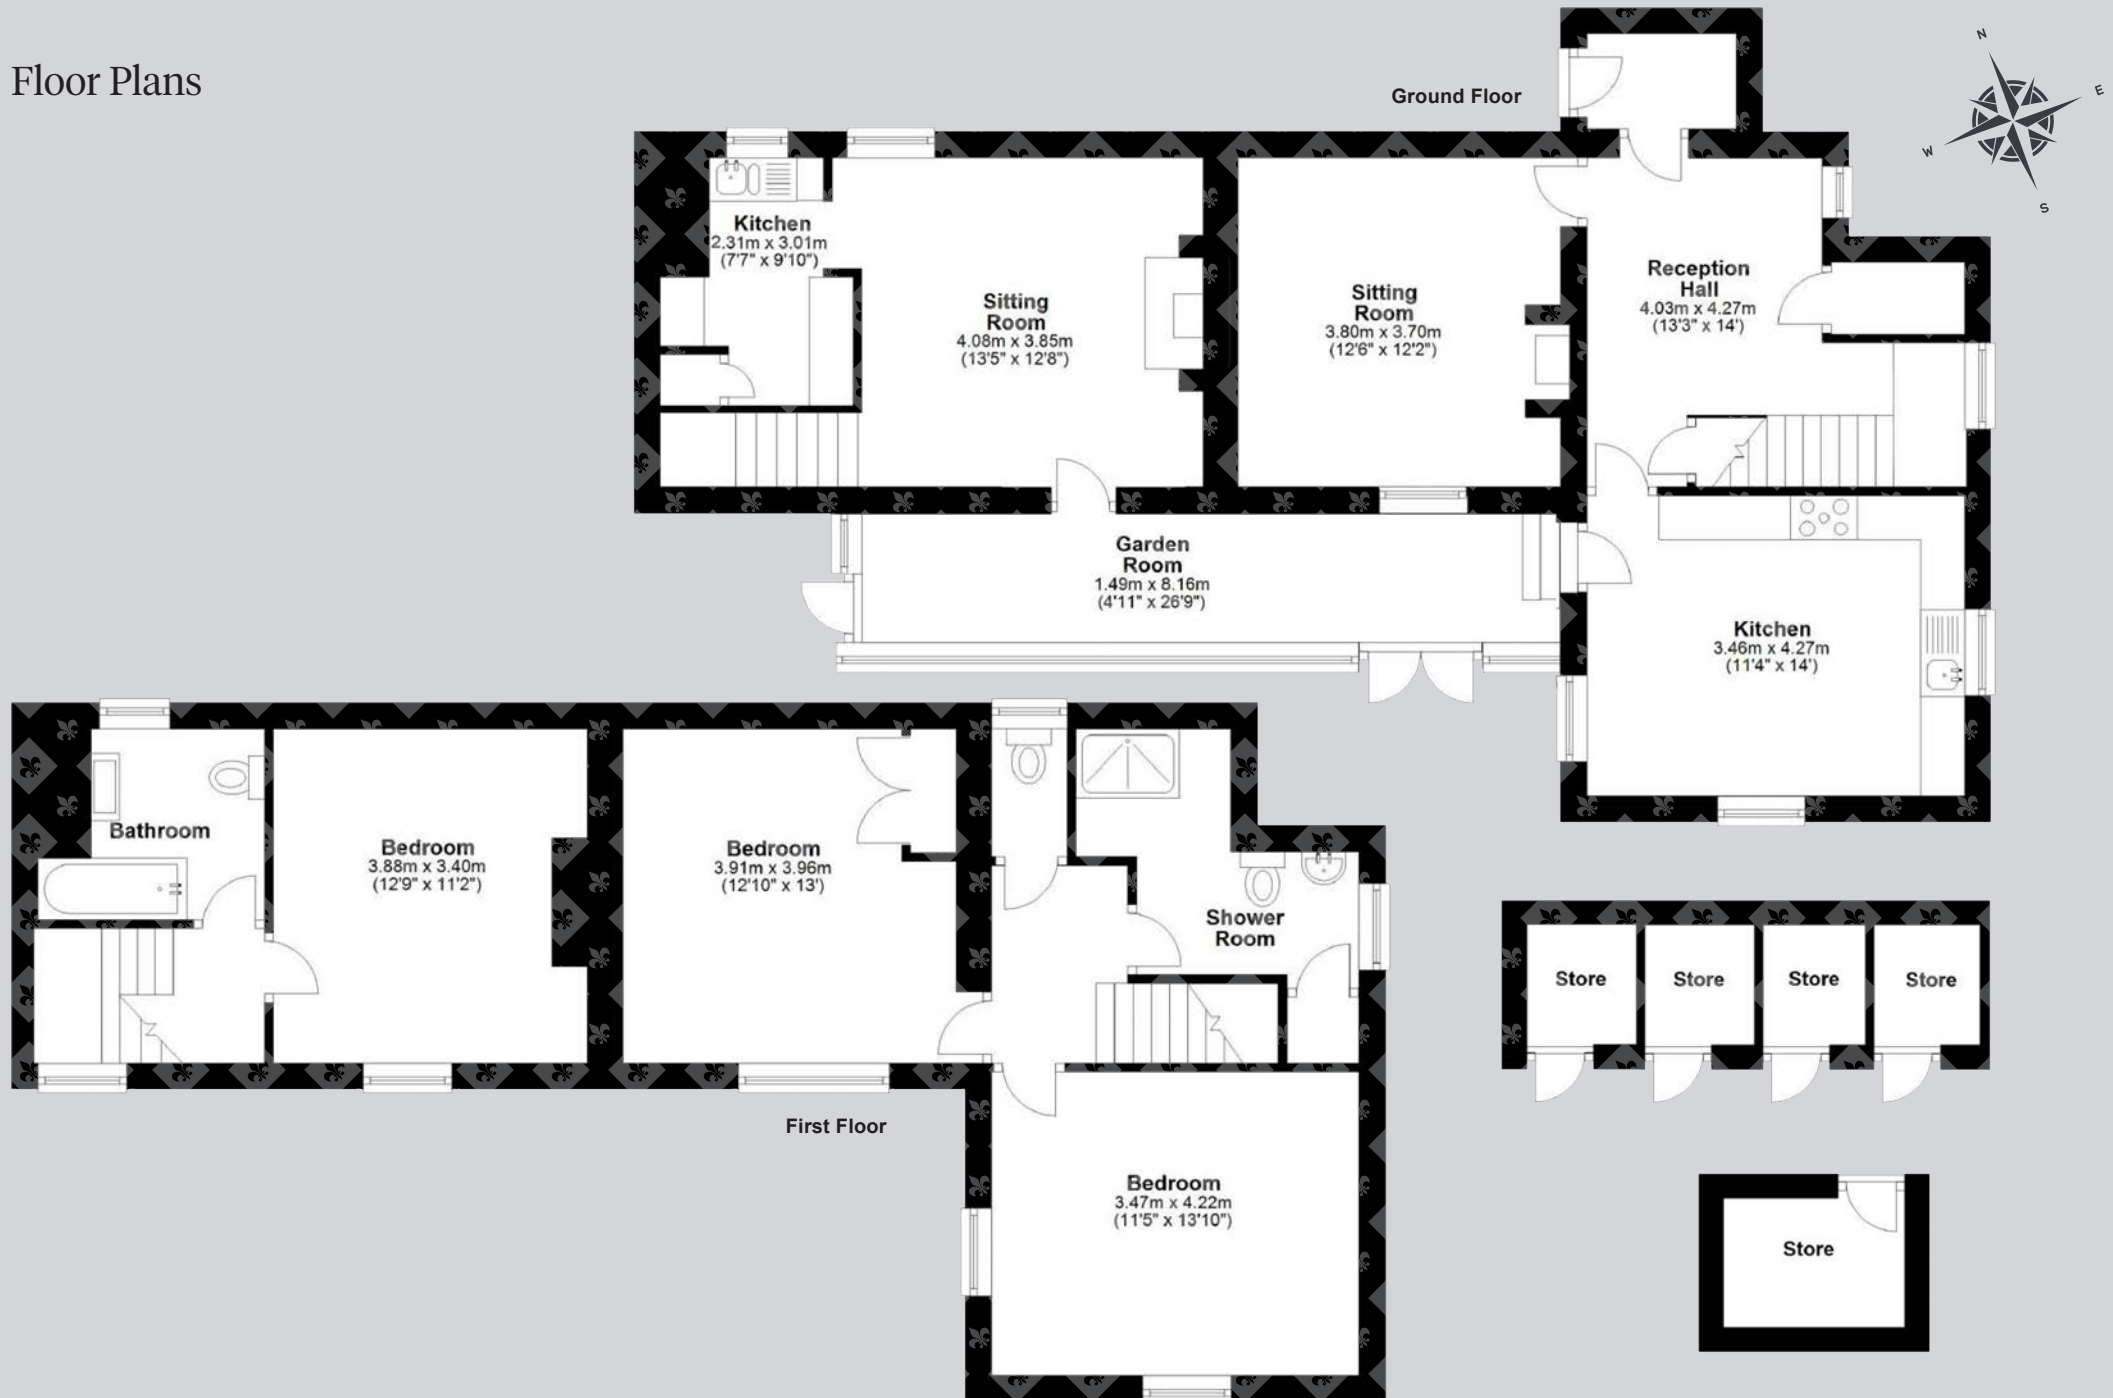 Floor Plans
Ground Floor
N
E
W
S
Kitchen
2.31m x 3.01m
(7'7" x 9'10")
Sitting
Room
4.08m x 3.85m
(13'5" x 12'8")
Sitting
Room
3.80m x 3.70m
(12'6" x 12'2")
Reception
Hall
4.03m x 4.27m
(13'3" x 14')
Garden
Room
1.49m x 8.16m
(4'11" x 26'9")
Kitchen
3.46m x 4.27m
(11'4" x 14')
Bathroom
Bedroom
3.88m x 3.40m
(12'9" x 11'2")
Bedroom
3.91m x 3.96m
(12'10" x 13')
Shower
Room
First Floor
Bedroom
3.47m x 4.22m
(11'5" x 13'10")
Store
Store
Store
Store
Store